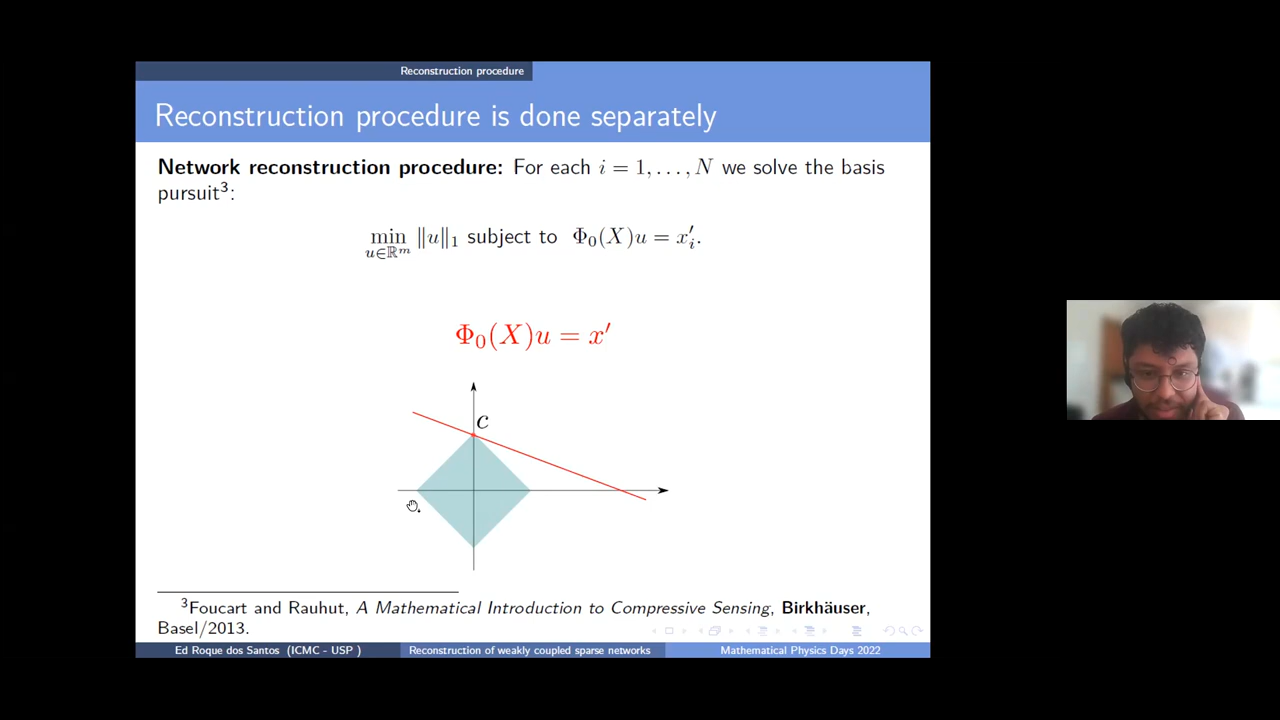 Reconstruction procedure
Reconstruction procedure is done separately
Network reconstruction procedure: For each i = 1, . . . , N we solve the basis
pursuit³:
min_{u∈ℝ^m} ‖u‖₁ subject to Φ₀(X)u = x′ᵢ.
Φ₀(X)u = x′
c
³Foucart and Rauhut, A Mathematical Introduction to Compressive Sensing, Birkhäuser,
Basel/2013.
Ed Roque dos Santos (ICMC - USP ) Reconstruction of weakly coupled sparse networks Mathematical Physics Days 2022